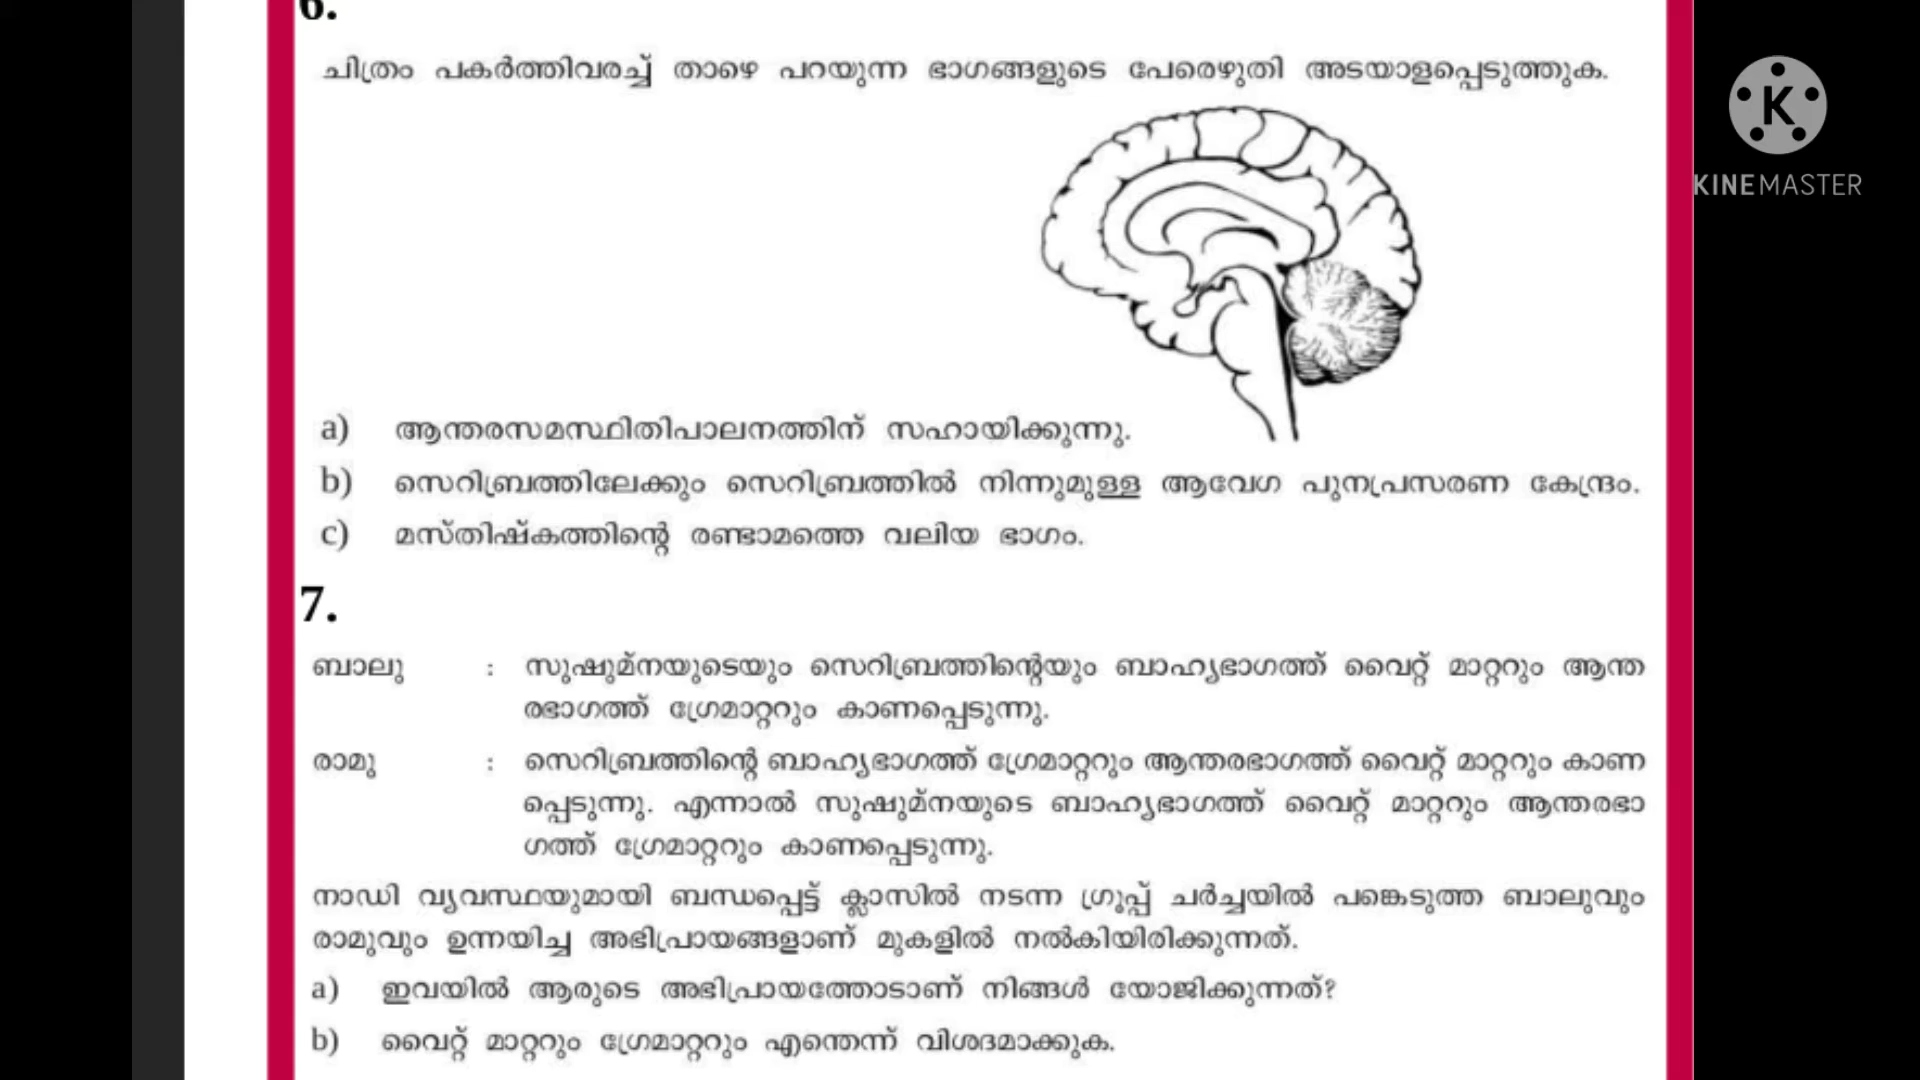 6.
ചിത്രം പകർത്തിവരച്ച് താഴെ പറയുന്ന ഭാഗങ്ങളുടെ പേരെഴുതി അടയാളപ്പെടുത്തുക.
K
KINEMASTER
a) ആന്തരസമസ്ഥിതിപാലനത്തിന് സഹായിക്കുന്നു.
b) സെറിബ്രത്തിലേക്കും സെറിബ്രത്തിൽ നിന്നുമുള്ള ആവേഗ പുനപ്രസരണ കേന്ദ്രം.
c) മസ്തിഷ്കത്തിന്റെ രണ്ടാമത്തെ വലിയ ഭാഗം.
7.
ബാലു : സുഷുമ്നയുടെയും സെറിബ്രത്തിന്റെയും ബാഹ്യഭാഗത്ത് വൈറ്റ് മാറ്ററും ആന്ത
രഭാഗത്ത് ഗ്രേമാറ്ററും കാണപ്പെടുന്നു.
രാമു : സെറിബ്രത്തിന്റെ ബാഹ്യഭാഗത്ത് ഗ്രേമാറ്ററും ആന്തരഭാഗത്ത് വൈറ്റ് മാറ്ററും കാണ
പ്പെടുന്നു. എന്നാൽ സുഷുമ്നയുടെ ബാഹ്യഭാഗത്ത് വൈറ്റ് മാറ്ററും ആന്തരഭാ
ഗത്ത് ഗ്രേമാറ്ററും കാണപ്പെടുന്നു.
നാഡി വ്യവസ്ഥയുമായി ബന്ധപ്പെട്ട് ക്ലാസിൽ നടന്ന ഗ്രൂപ്പ് ചർച്ചയിൽ പങ്കെടുത്ത ബാലുവും
രാമുവും ഉന്നയിച്ച അഭിപ്രായങ്ങളാണ് മുകളിൽ നൽകിയിരിക്കുന്നത്.
a) ഇവയിൽ ആരുടെ അഭിപ്രായത്തോടാണ് നിങ്ങൾ യോജിക്കുന്നത്?
b) വൈറ്റ് മാറ്ററും ഗ്രേമാറ്ററും എന്തെന്ന് വിശദമാക്കുക.